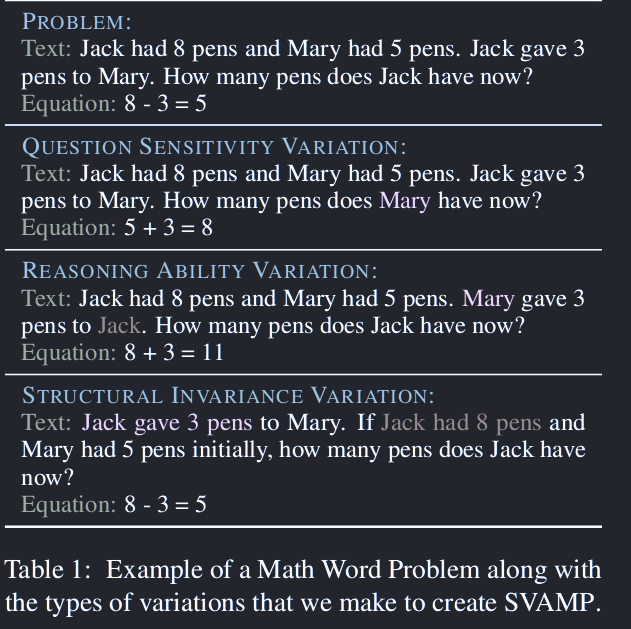 PROBLEM:
Text: Jack had 8 pens and Mary had 5 pens. Jack gave 3
pens to Mary. How many pens does Jack have now?
Equation: 8 - 3 = 5
QUESTION SENSITIVITY VARIATION:
Text: Jack had 8 pens and Mary had 5 pens. Jack gave 3
pens to Mary. How many pens does Mary have now?
Equation: 5 + 3 = 8
REASONING ABILITY VARIATION:
Text: Jack had 8 pens and Mary had 5 pens. Mary gave 3
pens to Jack. How many pens does Jack have now?
Equation: 8 + 3 = 11
STRUCTURAL INVARIANCE VARIATION:
Text: Jack gave 3 pens to Mary. If Jack had 8 pens and
Mary had 5 pens initially, how many pens does Jack have
now?
Equation: 8 - 3 = 5
Table 1: Example of a Math Word Problem along with
the types of variations that we make to create SVAMP.